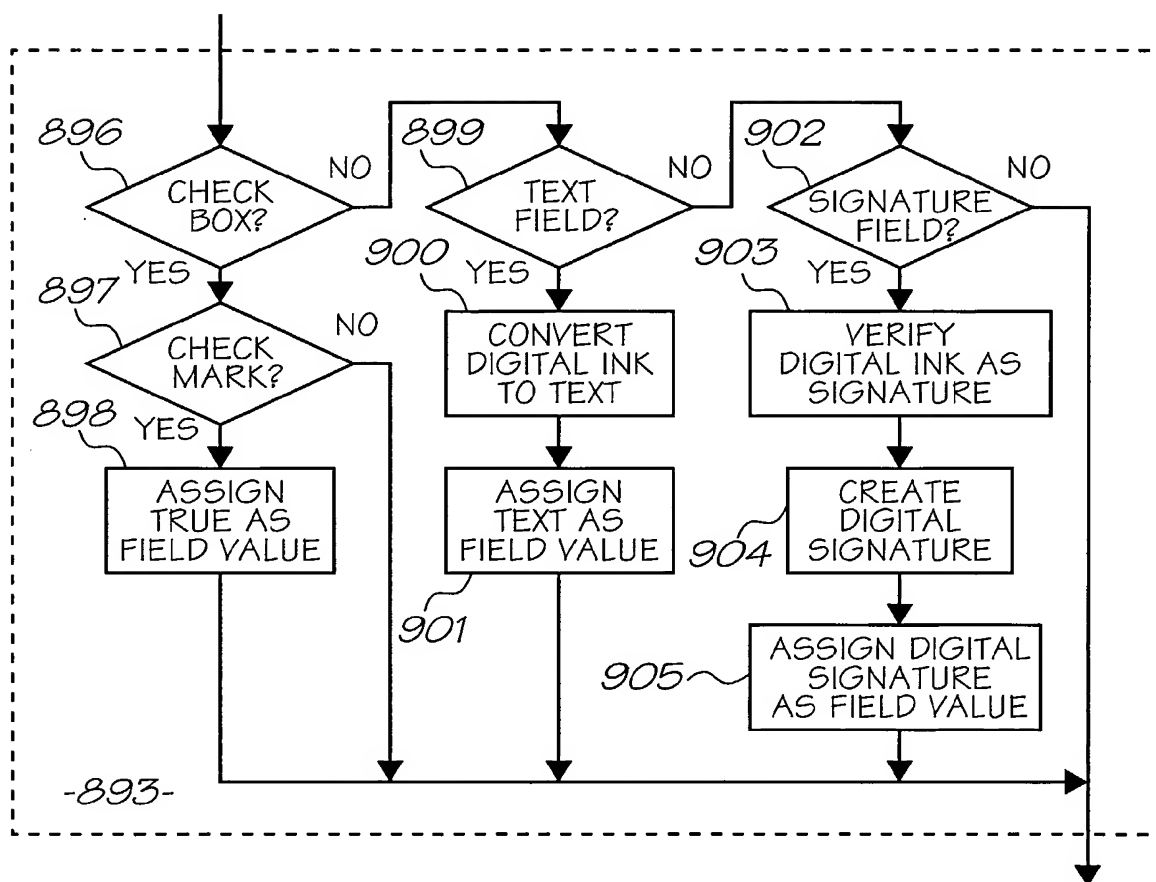 896
CHECK
BOX?
NO
YES
897
CHECK
MARK?
NO
YES
898
ASSIGN
TRUE AS
FIELD VALUE
899
TEXT
FIELD?
NO
YES
900
CONVERT
DIGITAL INK
TO TEXT
ASSIGN
TEXT AS
FIELD VALUE
901
902
SIGNATURE
FIELD?
NO
YES
903
VERIFY
DIGITAL INK AS
SIGNATURE
CREATE
DIGITAL
SIGNATURE
904
ASSIGN DIGITAL
SIGNATURE
AS FIELD VALUE
905
-893-